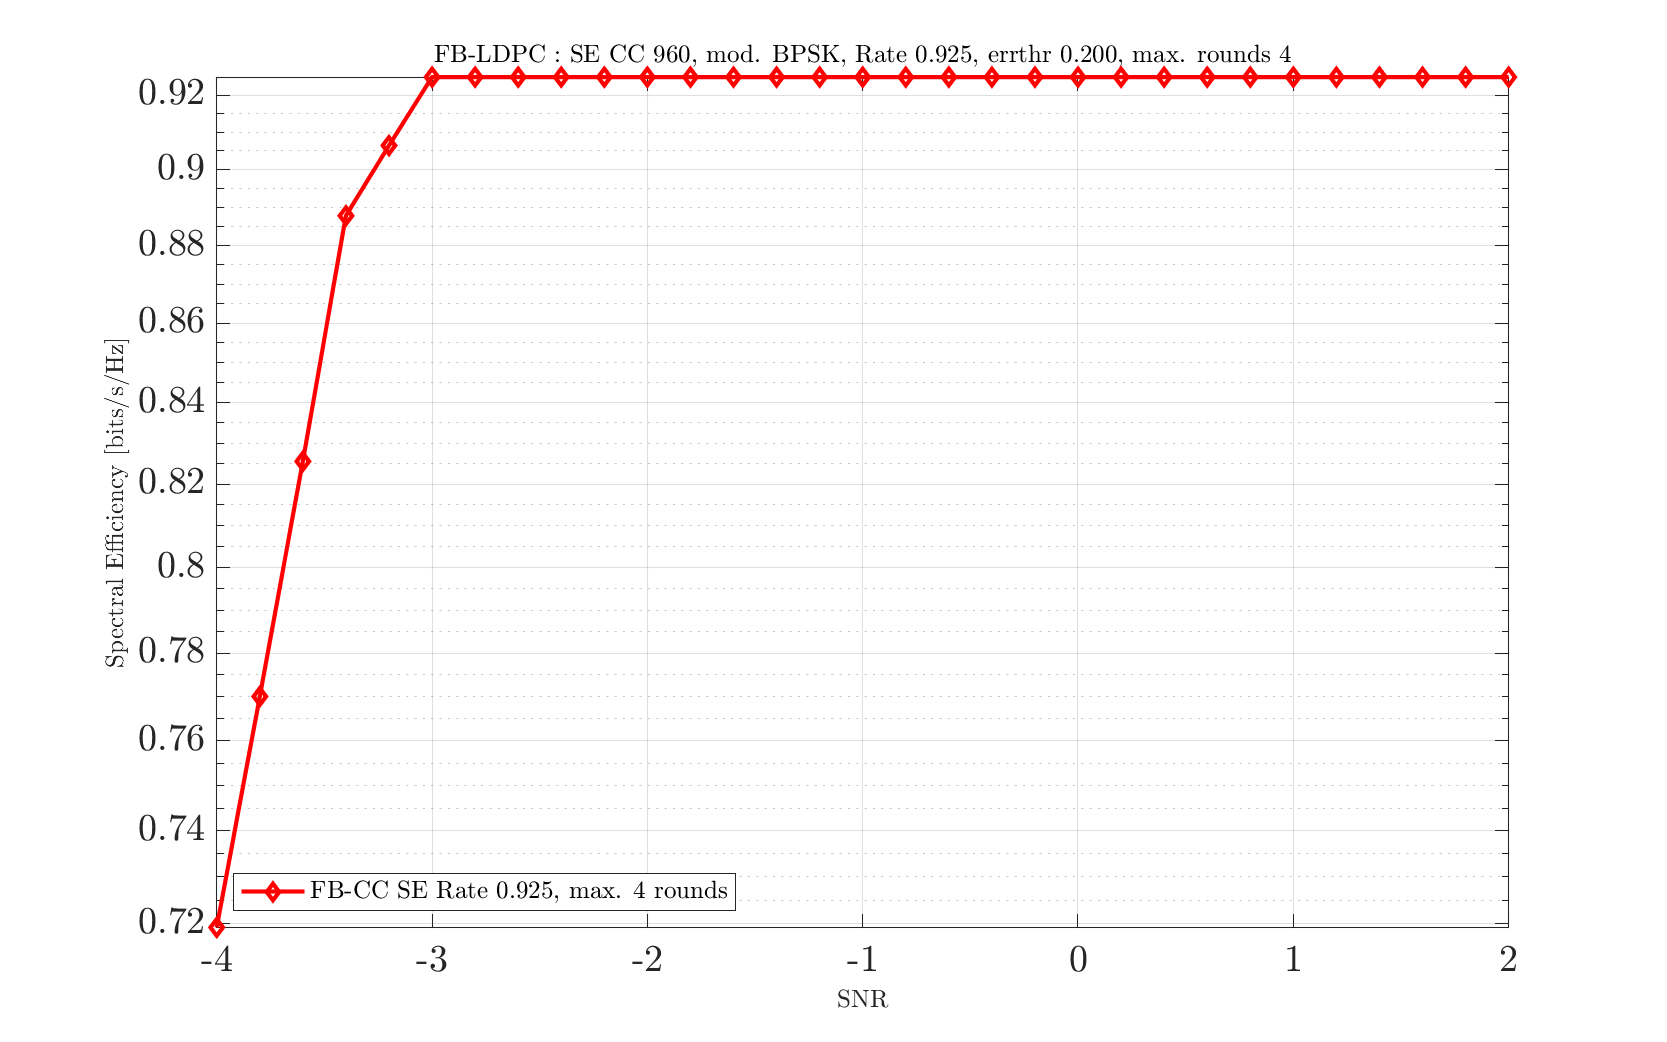 FB-LDPC : SE CC 960, mod. BPSK, Rate 0.925, errthr 0.200, max. rounds 4
0.92
0.9
0.88
0.86
0.84
0.82
0.8
0.78
0.76
0.74
0.72
Spectral Efficiency [bits/s/Hz]
FB-CC SE Rate 0.925, max. 4 rounds
-4 -3 -2 -1 0 1 2
SNR